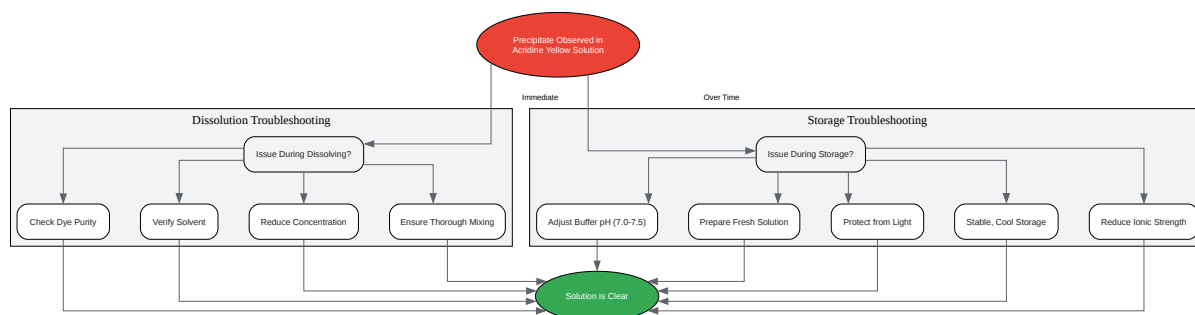 Precipitate Observed in
Acridine Yellow Solution
Immediate
Over Time
Dissolution Troubleshooting
Storage Troubleshooting
Issue During Dissolving?
Issue During Storage?
Check Dye Purity
Verify Solvent
Reduce Concentration
Ensure Thorough Mixing
Adjust Buffer pH (7.0-7.5)
Prepare Fresh Solution
Protect from Light
Stable, Cool Storage
Reduce Ionic Strength
Solution is Clear